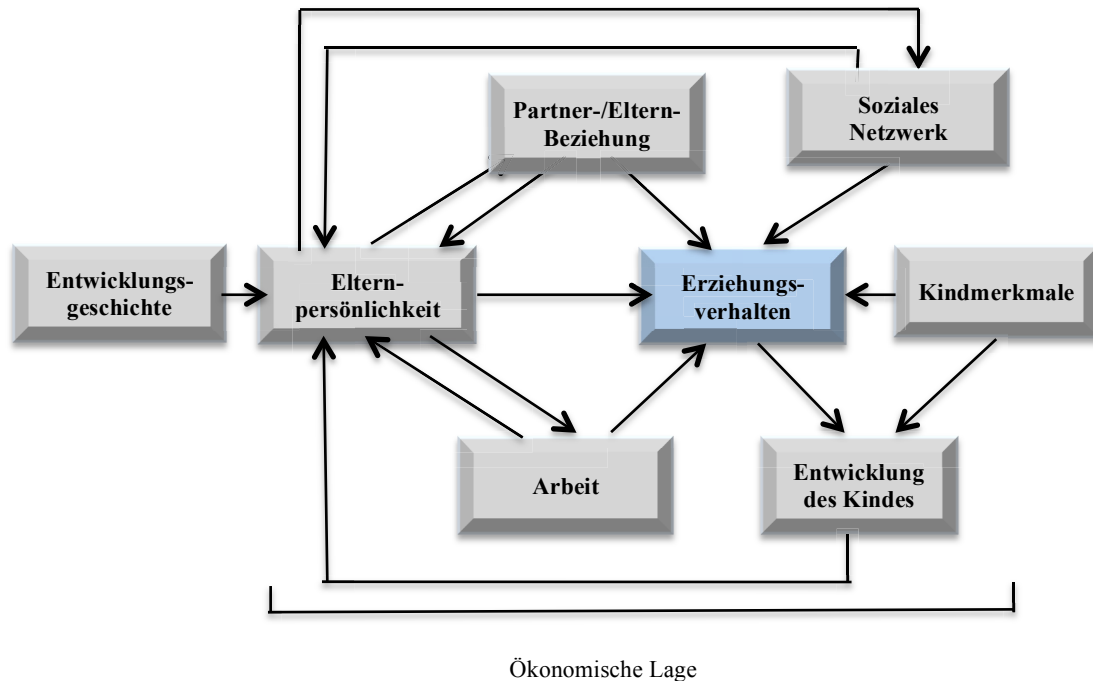 Partner-/Eltern-
Beziehung
Soziales
Netzwerk
Entwicklungs-
geschichte
Eltern-
persönlichkeit
Erziehungs-
verhalten
Kindmerkmale
Arbeit
Entwicklung
des Kindes
Ökonomische Lage